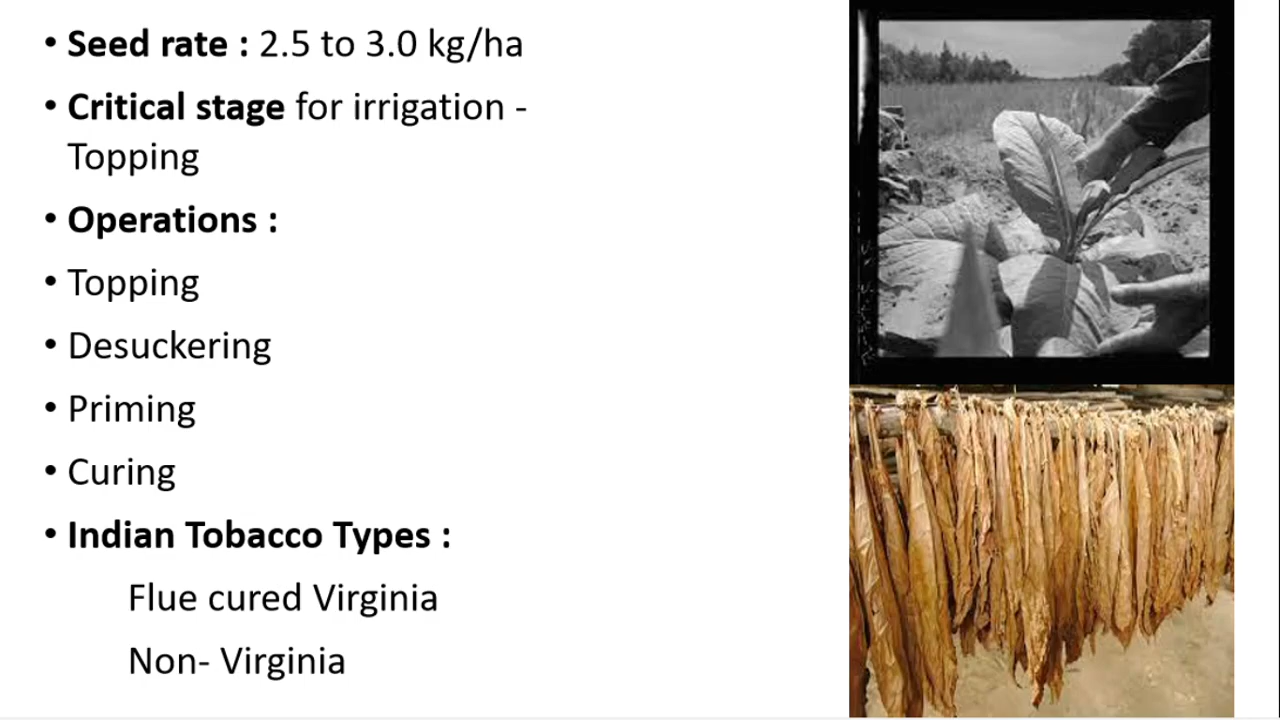 • Seed rate : 2.5 to 3.0 kg/ha
• Critical stage for irrigation -
Topping
• Operations :
• Topping
• Desuckering
• Priming
• Curing
• Indian Tobacco Types :
Flue cured Virginia
Non- Virginia